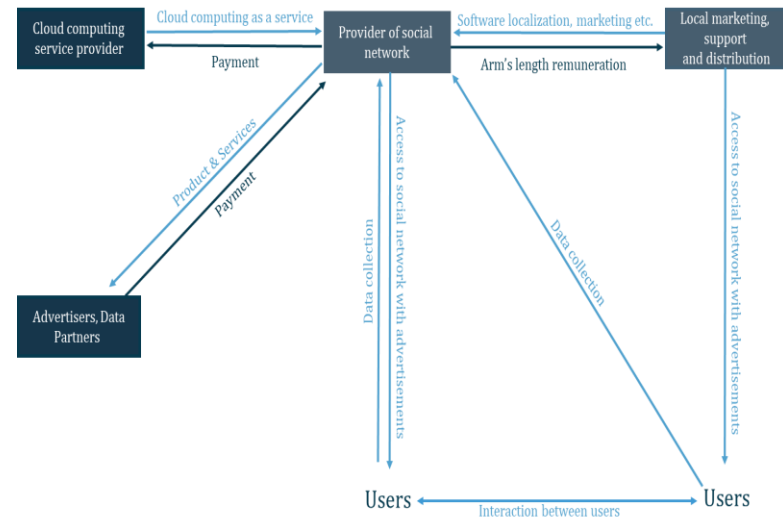 Cloud computing
service provider
Cloud computing as a service
Payment
Provider of social
network
Software localization, marketing etc.
Arm's length remuneration
Local marketing,
support
and distribution
Product & Services
Payment
Advertisers, Data
Partners
Data collection
Access to social network with advertisements
Data collection
Access to social network with advertisements
Users
Interaction between users
Users